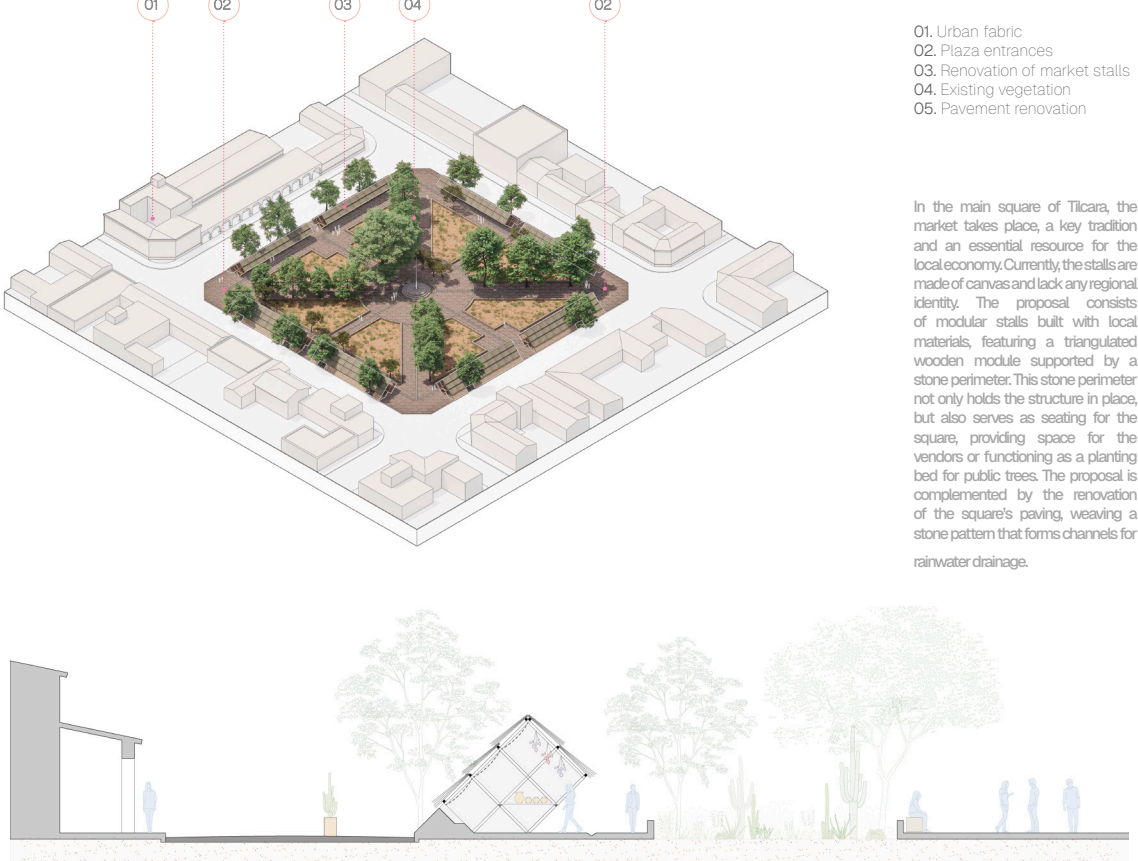 01
02
03
04
02
01. Urban fabric
02. Plaza entrances
03. Renovation of market stalls
04. Existing vegetation
05. Pavement renovation
In the main square of Tilcara, the
market takes place, a key tradition
and an essential resource for the
local economy. Currently, the stalls are
made of canvas and lack any regional
identity. The proposal consists
of modular stalls built with local
materials, featuring a triangulated
wooden module supported by a
stone perimeter. This stone perimeter
not only holds the structure in place,
but also serves as seating for the
square, providing space for the
vendors or functioning as a planting
bed for public trees. The proposal is
complemented by the renovation
of the square's paving, weaving a
stone pattern that forms channels for
rainwater drainage.